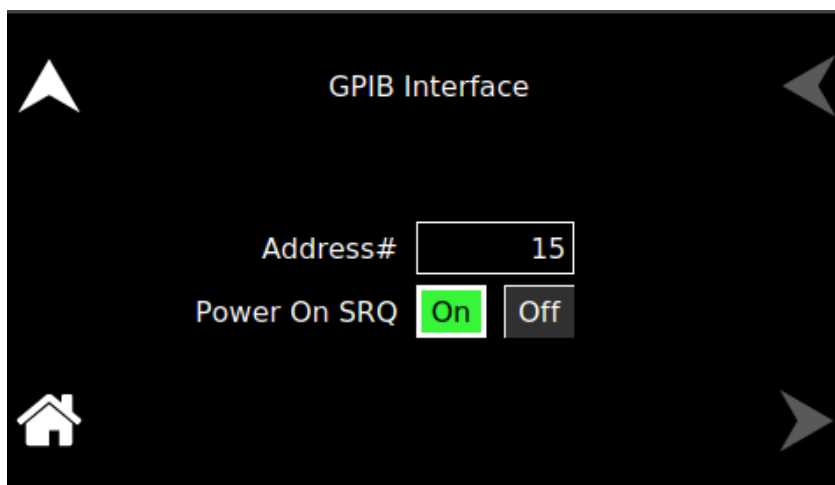 GPIB Interface
Address# 15
Power On SRQ On Off